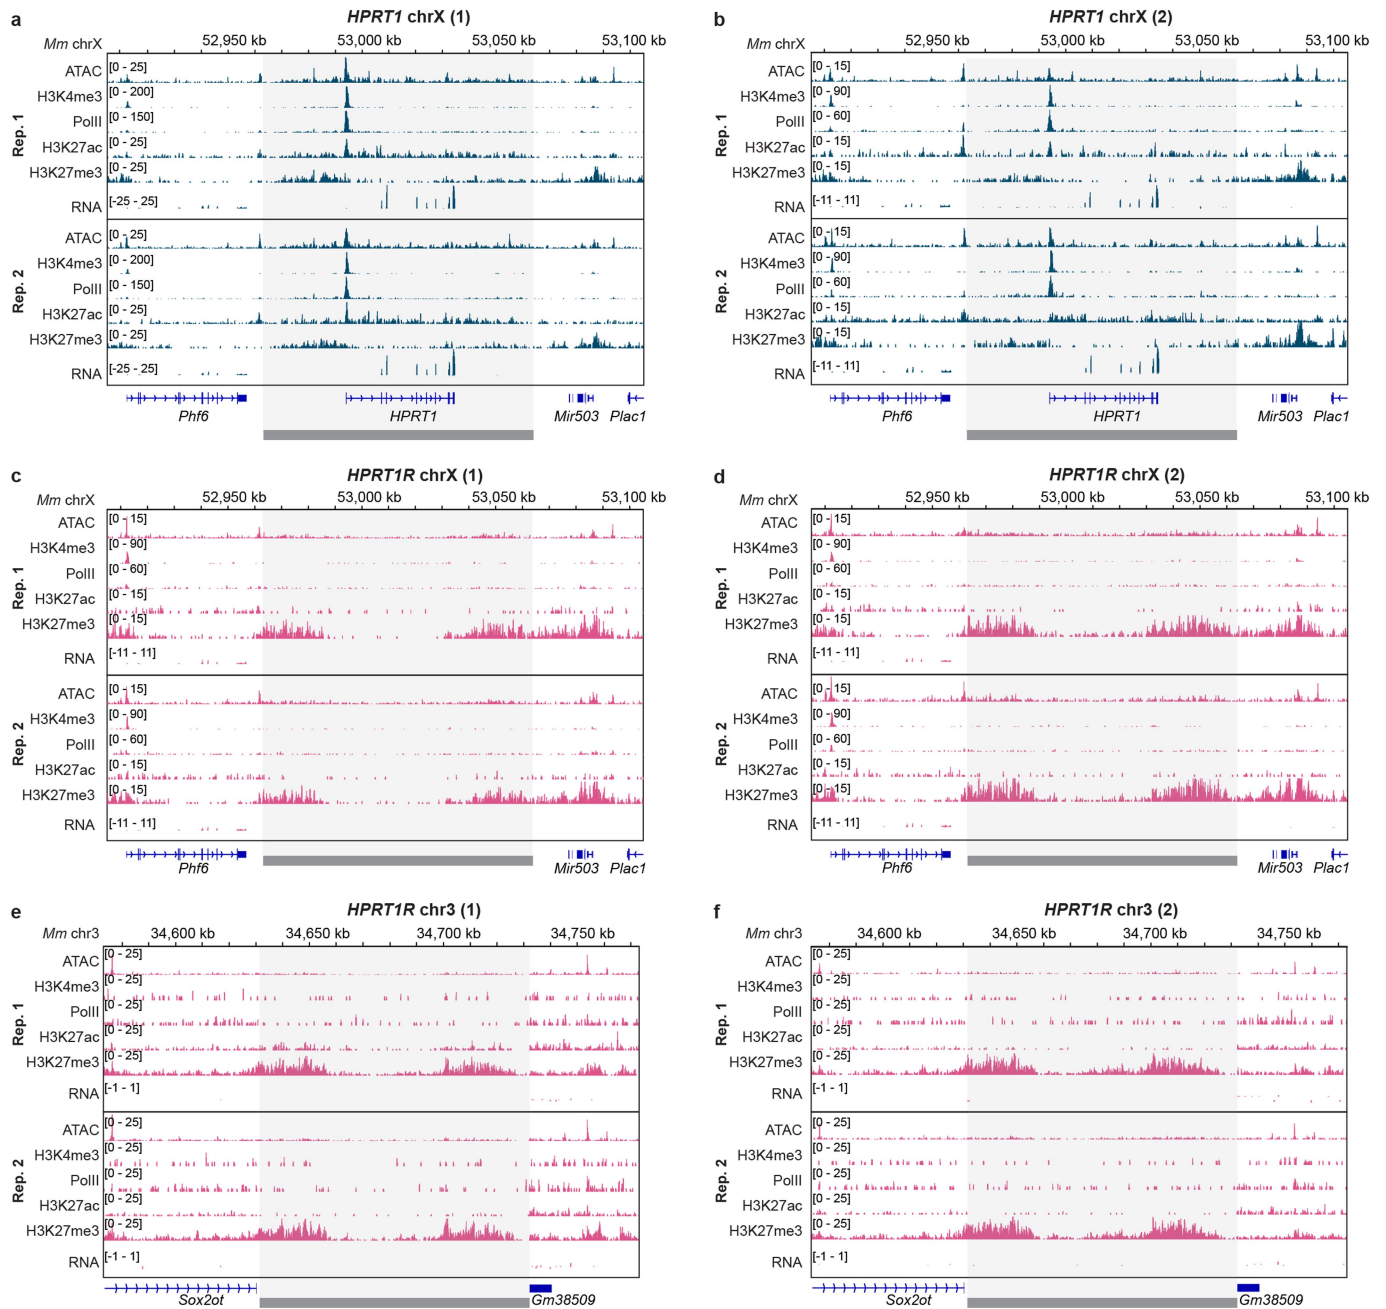 a
HPRT1 chrX (1)
Mm chrX 52,950 kb 53,000 kb 53,050 kb 53,100 kb
Rep. 1
ATAC [0 - 25]
H3K4me3 [0 - 200]
PolII [0 - 150]
H3K27ac [0 - 25]
H3K27me3 [0 - 25]
RNA [-25 - 25]
Rep. 2
ATAC [0 - 25]
H3K4me3 [0 - 200]
PolII [0 - 150]
H3K27ac [0 - 25]
H3K27me3 [0 - 25]
RNA [-25 - 25]
Phf6 HPRT1 Mir503 Plac1
b
HPRT1 chrX (2)
Mm chrX 52,950 kb 53,000 kb 53,050 kb 53,100 kb
Rep. 1
ATAC [0 - 15]
H3K4me3 [0 - 90]
PolII [0 - 60]
H3K27ac [0 - 15]
H3K27me3 [0 - 15]
RNA [-11 - 11]
Rep. 2
ATAC [0 - 15]
H3K4me3 [0 - 90]
PolII [0 - 60]
H3K27ac [0 - 15]
H3K27me3 [0 - 15]
RNA [-11 - 11]
Phf6 HPRT1 Mir503 Plac1
c
HPRT1R chrX (1)
Mm chrX 52,950 kb 53,000 kb 53,050 kb 53,100 kb
Rep. 1
ATAC [0 - 15]
H3K4me3 [0 - 90]
PolII [0 - 60]
H3K27ac [0 - 15]
H3K27me3 [0 - 15]
RNA [-11 - 11]
Rep. 2
ATAC [0 - 15]
H3K4me3 [0 - 90]
PolII [0 - 60]
H3K27ac [0 - 15]
H3K27me3 [0 - 15]
RNA [-11 - 11]
Phf6 Mir503 Plac1
d
HPRT1R chrX (2)
Mm chrX 52,950 kb 53,000 kb 53,050 kb 53,100 kb
Rep. 1
ATAC [0 - 15]
H3K4me3 [0 - 90]
PolII [0 - 60]
H3K27ac [0 - 15]
H3K27me3 [0 - 15]
RNA [-11 - 11]
Rep. 2
ATAC [0 - 15]
H3K4me3 [0 - 90]
PolII [0 - 60]
H3K27ac [0 - 15]
H3K27me3 [0 - 15]
RNA [-11 - 11]
Phf6 Mir503 Plac1
e
HPRT1R chr3 (1)
Mm chr3 34,600 kb 34,650 kb 34,700 kb 34,750 kb
Rep. 1
ATAC [0 - 25]
H3K4me3 [0 - 25]
PolII [0 - 25]
H3K27ac [0 - 25]
H3K27me3 [0 - 25]
RNA [-1 - 1]
Rep. 2
ATAC [0 - 25]
H3K4me3 [0 - 25]
PolII [0 - 25]
H3K27ac [0 - 25]
H3K27me3 [0 - 25]
RNA [-1 - 1]
Sox2ot Gm38509
f
HPRT1R chr3 (2)
Mm chr3 34,600 kb 34,650 kb 34,700 kb 34,750 kb
Rep. 1
ATAC [0 - 25]
H3K4me3 [0 - 25]
PolII [0 - 25]
H3K27ac [0 - 25]
H3K27me3 [0 - 25]
RNA [-1 - 1]
Rep. 2
ATAC [0 - 25]
H3K4me3 [0 - 25]
PolII [0 - 25]
H3K27ac [0 - 25]
H3K27me3 [0 - 25]
RNA [-1 - 1]
Sox2ot Gm38509